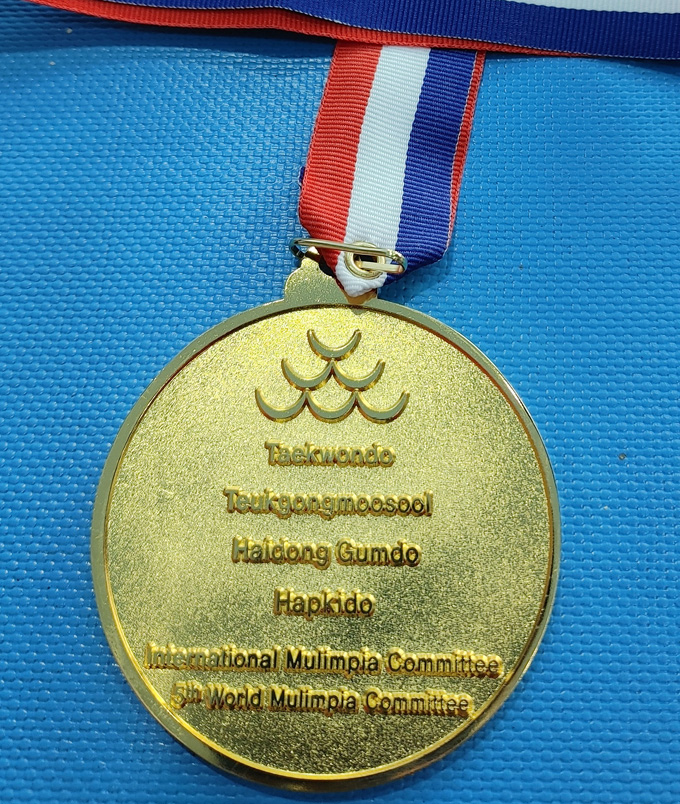 Taekwondo
Teukgongmoosool
Haidong Gumdo
Hapkido
International Mulimpia Committee
5th World Mulimpia Committee